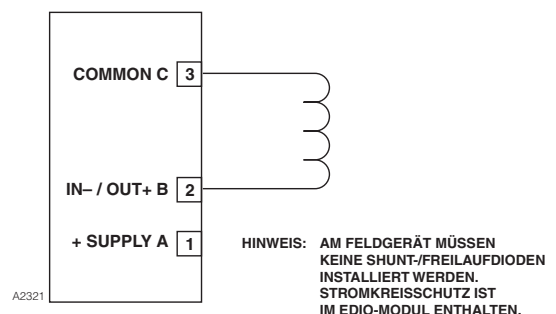 COMMON C 3
IN– / OUT+ B 2
+ SUPPLY A 1
HINWEIS: AM FELDGERÄT MÜSSEN
KEINE SHUNT-/FREILAUFDIODEN
INSTALLIERT WERDEN.
STROMKREISSCHUTZ IST
IM EDIO-MODUL ENTHALTEN.
A2321